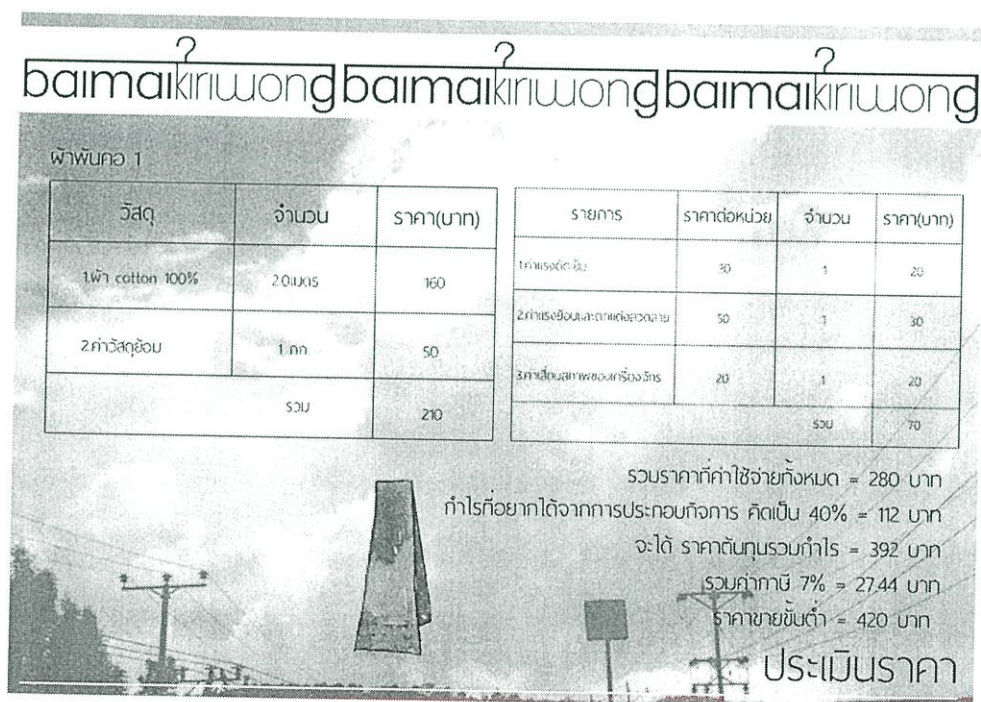 baimaikiriwong baimaikiriwong baimaikiriwong
ผ้าพันคอ 1
วัสดุ จำนวน ราคา(บาท)
1.ผ้า cotton 100% 2.0เมตร 160
2.ค่าวัสดุย้อม 1 กก 50
รวม 210
รายการ ราคาต่อหน่วย จำนวน ราคา(บาท)
1.ค่าแรงตัดเย็บ 30 1 20
2.ค่าแรงย้อมและตกแต่งลวดลาย 50 1 30
3.ค่าเสื่อมสภาพของเครื่องจักร 20 1 20
รวม 70
รวมราคาที่ค่าใช้จ่ายทั้งหมด = 280 บาท
กำไรที่อยากได้จากการประกอบกิจการ คิดเป็น 40% = 112 บาท
จะได้ ราคาต้นทุนรวมกำไร = 392 บาท
รวมค่าภาษี 7% = 27.44 บาท
ราคาขายขั้นต่ำ = 420 บาท
ประเมินราคา